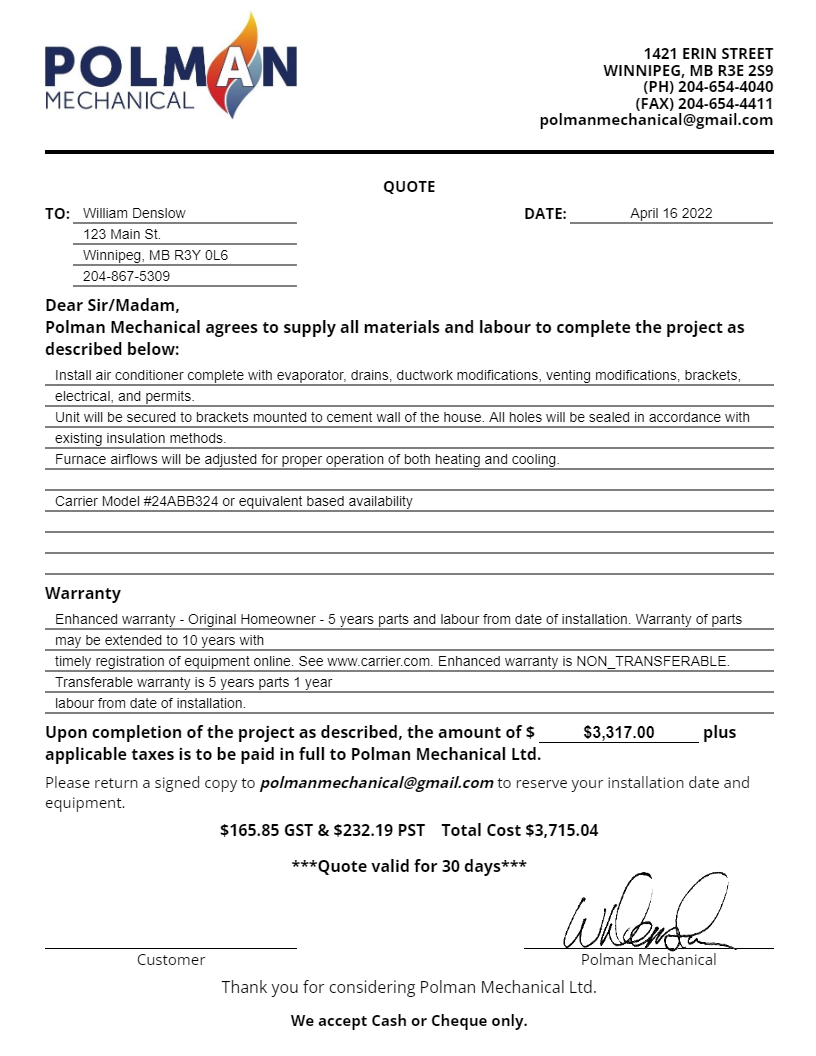 POLMAN
MECHANICAL
1421 ERIN STREET
WINNIPEG, MB R3E 2S9
(PH) 204-654-4040
(FAX) 204-654-4411
polmanmechanical@gmail.com
QUOTE
TO: William Denslow
DATE: April 16 2022
123 Main St.
Winnipeg, MB R3Y 0L6
204-867-5309
Dear Sir/Madam,
Polman Mechanical agrees to supply all materials and labour to complete the project as
described below:
Install air conditioner complete with evaporator, drains, ductwork modifications, venting modifications, brackets,
electrical, and permits.
Unit will be secured to brackets mounted to cement wall of the house. All holes will be sealed in accordance with
existing insulation methods.
Furnace airflows will be adjusted for proper operation of both heating and cooling.
Carrier Model #24ABB324 or equivalent based availability
Warranty
Enhanced warranty - Original Homeowner - 5 years parts and labour from date of installation. Warranty of parts
may be extended to 10 years with
timely registration of equipment online. See www.carrier.com. Enhanced warranty is NON_TRANSFERABLE.
Transferable warranty is 5 years parts 1 year
labour from date of installation.
Upon completion of the project as described, the amount of $ $3,317.00 plus
applicable taxes is to be paid in full to Polman Mechanical Ltd.
Please return a signed copy to polmanmechanical@gmail.com to reserve your installation date and
equipment.
$165.85 GST & $232.19 PST Total Cost $3,715.04
***Quote valid for 30 days***
Customer
Polman Mechanical
Thank you for considering Polman Mechanical Ltd.
We accept Cash or Cheque only.